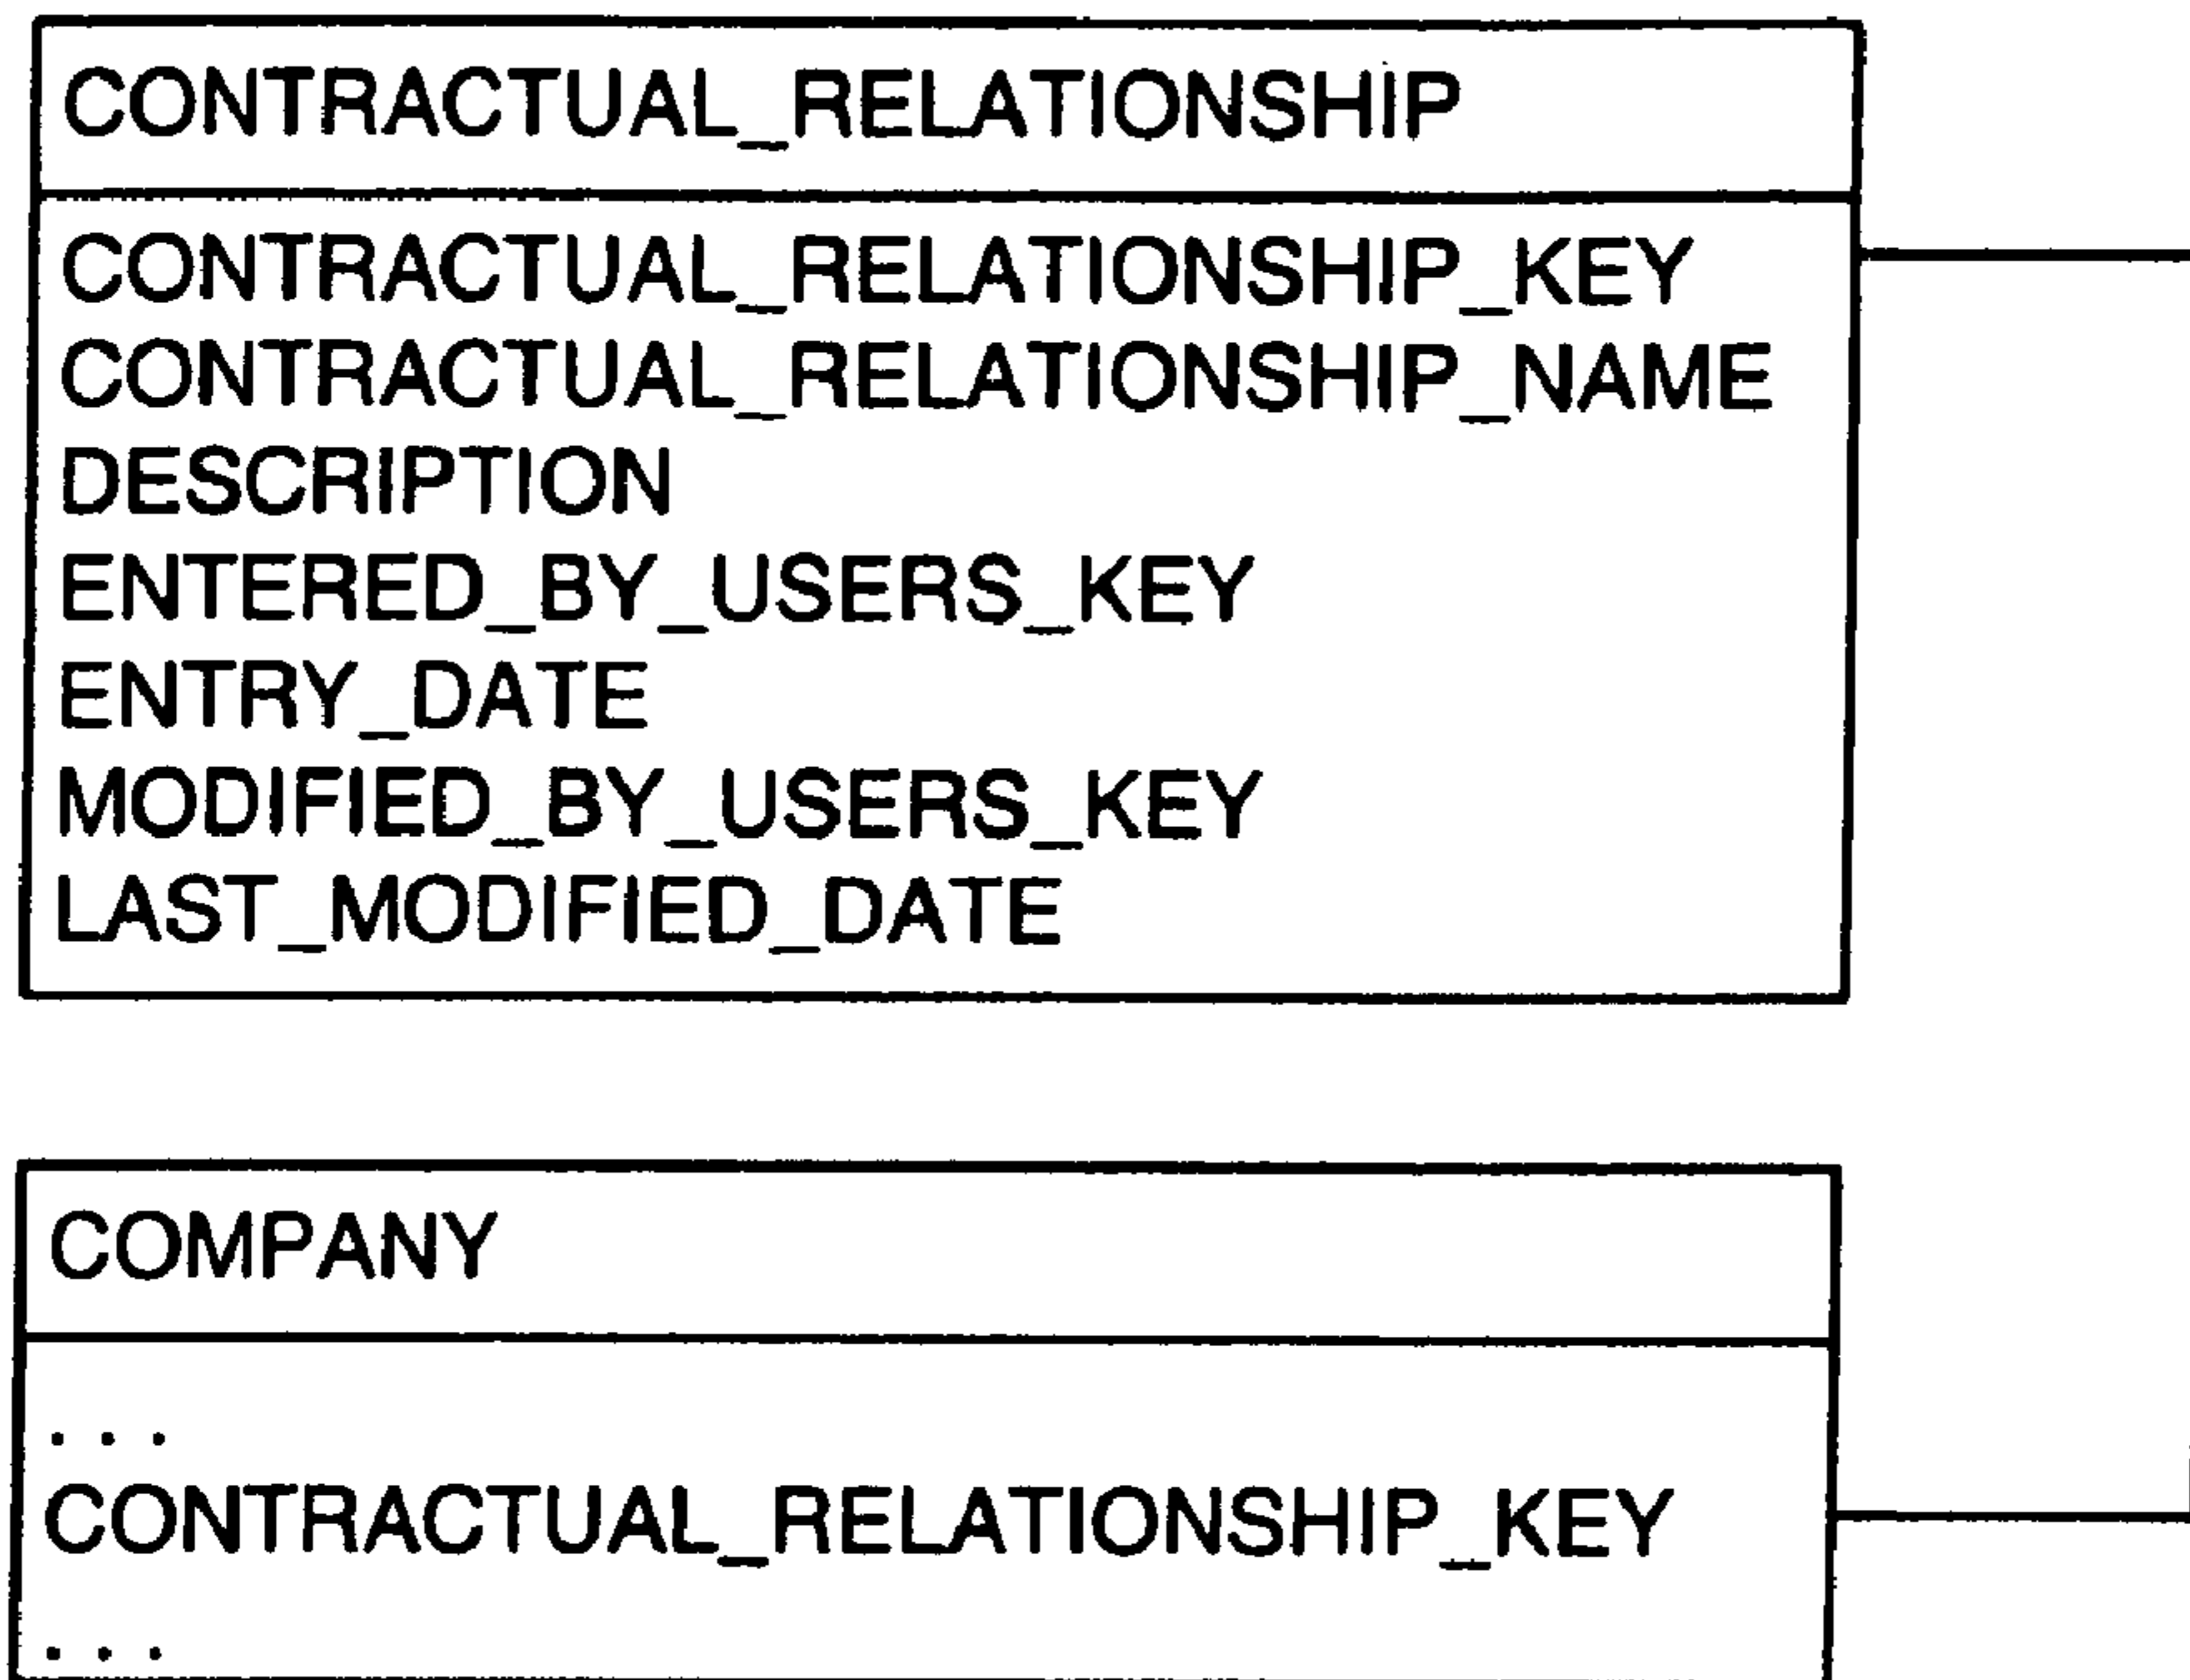 CONTRACTUAL_RELATIONSHIP
CONTRACTUAL_RELATIONSHIP_KEY
CONTRACTUAL_RELATIONSHIP_NAME
DESCRIPTION
ENTERED_BY_USERS_KEY
ENTRY_DATE
MODIFIED_BY_USERS_KEY
LAST_MODIFIED_DATE
COMPANY
. . .
CONTRACTUAL_RELATIONSHIP_KEY
. . .